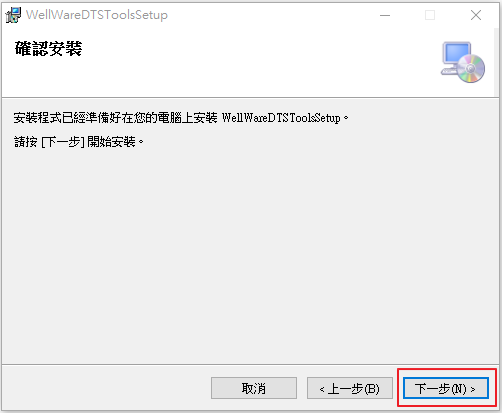 WellWareDTSToolsSetup
確認安裝
安裝程式已經準備好在您的電腦上安裝 WellWareDTSToolsSetup。
請按 [下一步] 開始安裝。
取消
< 上一步(B)
下一步(N) >